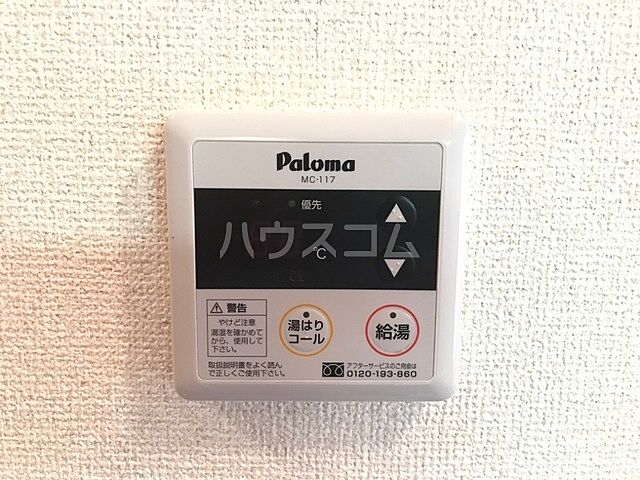 Paloma
MC-117
優先
ハウスコム
℃
⚠ 警告
やけど注意
湯温を確かめて
から、使用して
下さい。
湯はり
コール
給湯
取扱説明書をよく読ん
で正しくご使用下さい。
アフターサービスのご用命は
0120-193-860